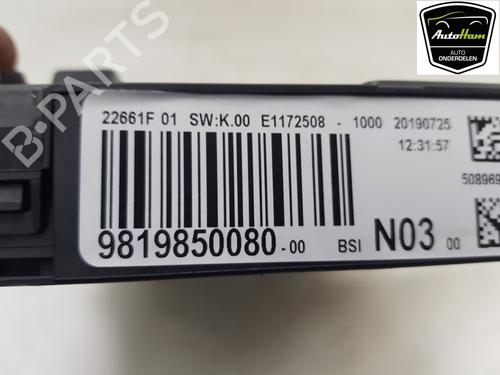 AutoHam
AUTO
ONDERDELEN
22661F 01 SW:K.00 E1172508 - 1000 20190725
12:31:57
508969
9819850080-00 BSI N03 00
B-Parts